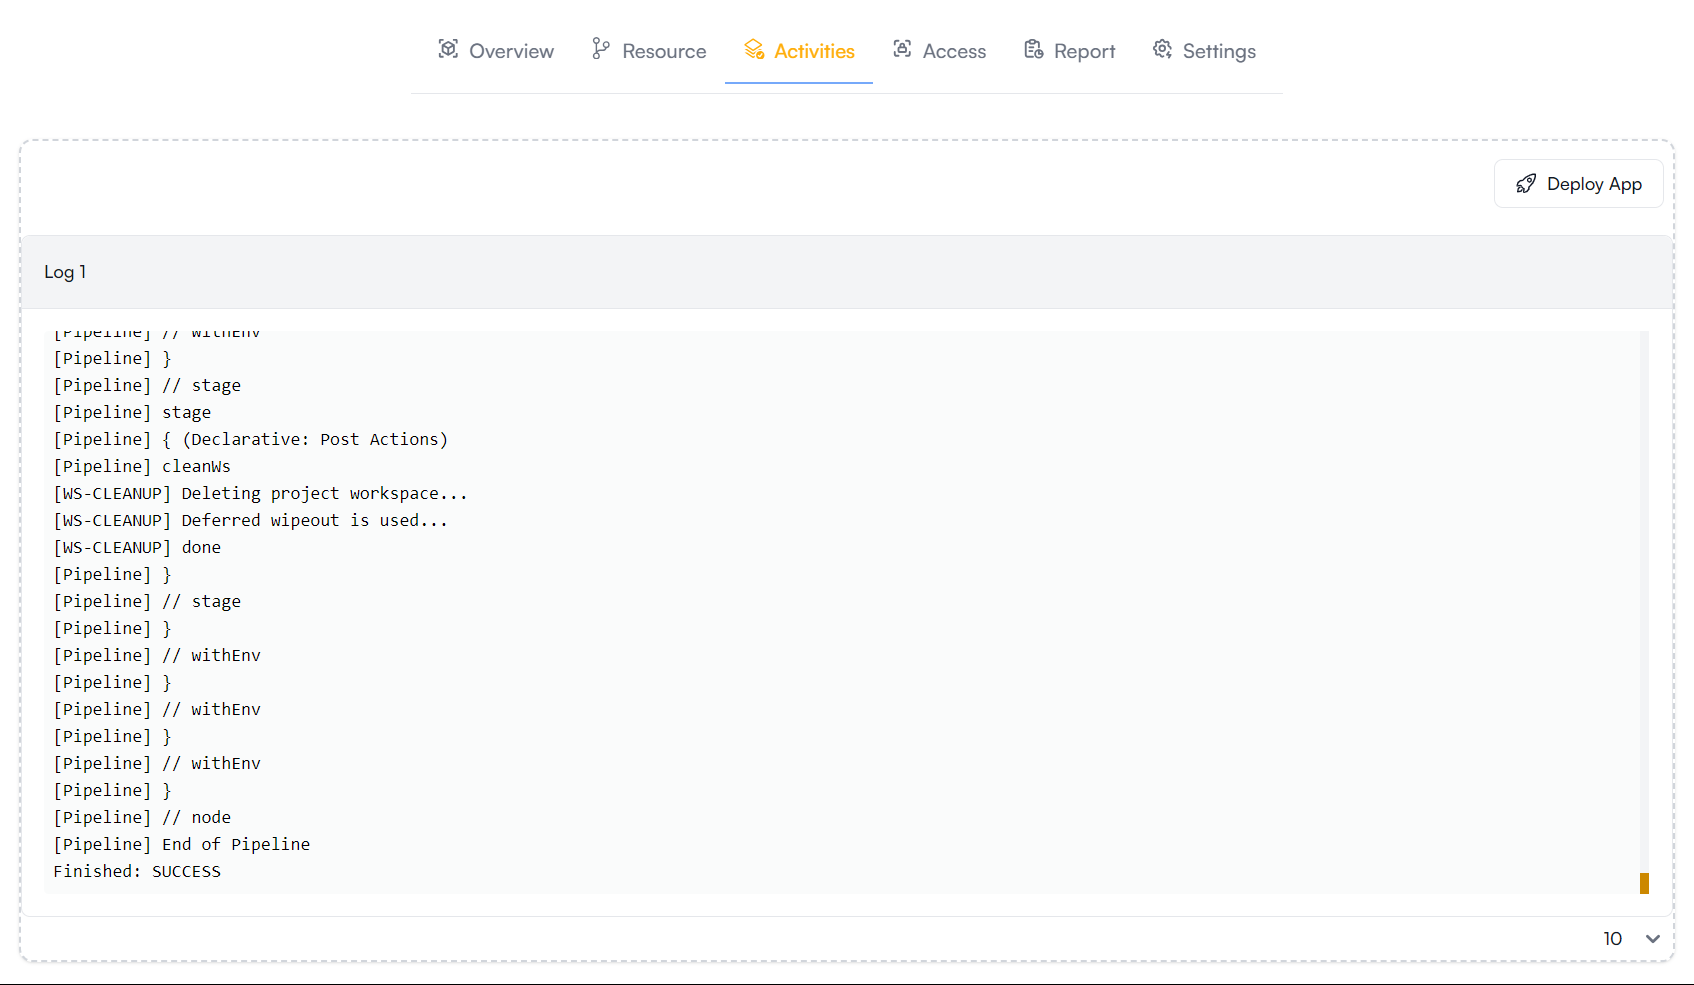 Overview Resource Activities Access Report Settings
Deploy App
Log 1
[Pipeline] // withEnv
[Pipeline] }
[Pipeline] // stage
[Pipeline] stage
[Pipeline] { (Declarative: Post Actions)
[Pipeline] cleanWs
[WS-CLEANUP] Deleting project workspace...
[WS-CLEANUP] Deferred wipeout is used...
[WS-CLEANUP] done
[Pipeline] }
[Pipeline] // stage
[Pipeline] }
[Pipeline] // withEnv
[Pipeline] }
[Pipeline] // withEnv
[Pipeline] }
[Pipeline] // withEnv
[Pipeline] }
[Pipeline] // node
[Pipeline] End of Pipeline
Finished: SUCCESS
10